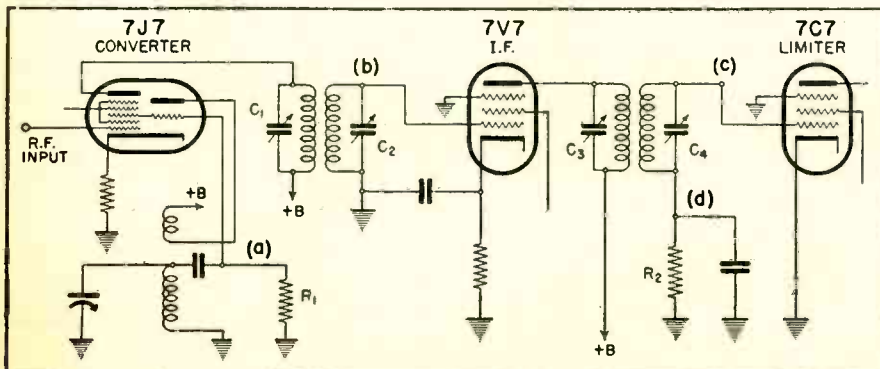 7J7
CONVERTER
7V7
I.F.
7C7
LIMITER
(b)
(c)
C1
C2
C3
C4
R.F.
INPUT
+B
+B
(a)
(d)
R1
R2
+B